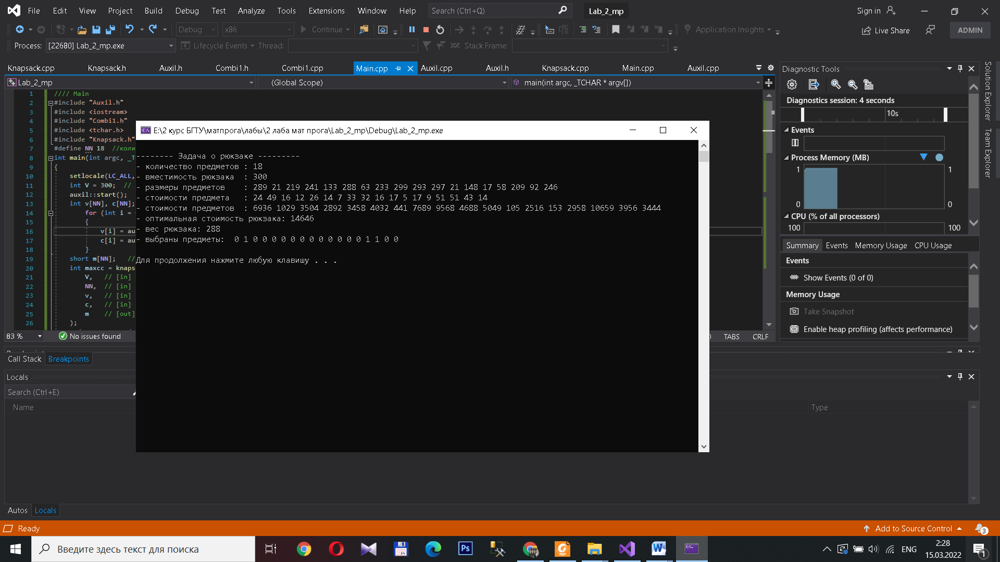 File Edit View Project Build Debug Test Analyze Tools Extensions Window Help Search (Ctrl+Q) Lab_2_mp Sign in
Debug x86 Continue Application Insights Live Share ADMIN
Process: [22680] Lab_2_mp.exe Lifecycle Events Thread: Stack Frame:
Knapsack.cpp Knapsack.h Auxil.h Combi1.h Combi1.cpp Main.cpp Auxil.cpp Auxil.h Knapsack.cpp Main.cpp Auxil.cpp
Lab_2_mp (Global Scope) main(int argc, _TCHAR * argv[])
1 //// Main
2 #include "Auxil.h"
3 #include <iostream>
4 #include "Combi1.h"
5 #include <tchar.h>
6 #include "Knapsack.h"
7 #define NN 18 //коли
8 int main(int argc, _T
9 {
10 setlocale(LC_ALL,
11 int V = 300; //
12 auxil::start();
13 int v[NN], c[NN];
14 for (int i =
15 {
16 v[i] = au
17 c[i] = au
18 }
19 short m[NN]; //
20 int maxcc = knaps
21 V, // [in]
22 NN, // [in]
23 v, // [in]
24 c, // [in]
25 m // [out]
26 );
83 % No issues found TABS CRLF
E:\2 курс БГТУ\матпрога\лабы\2 лаба мат прога\Lab_2_mp\Debug\Lab_2_mp.exe
-------- Задача о рюкзаке ---------
- количество предметов : 18
- вместимость рюкзака : 300
- размеры предметов : 289 21 219 241 133 288 63 233 299 293 297 21 148 17 58 209 92 246
- стоимости предмета : 24 49 16 12 26 14 7 33 32 16 17 5 17 9 51 51 43 14
- стоимости предметов : 6936 1029 3504 2892 3458 4032 441 7689 9568 4688 5049 105 2516 153 2958 10659 3956 3444
- оптимальная стоимость рюкзака: 14646
- вес рюкзака: 288
- выбраны предметы: 0 1 0 0 0 0 0 0 0 0 0 0 0 0 1 1 0 0
Для продолжения нажмите любую клавишу . . .
Diagnostic Tools
Diagnostics session: 4 seconds
10s
Events
Process Memory (MB)
1 1
0 0
CPU (% of all processors)
100 100
Summary Events Memory Usage CPU Usage
Events
Show Events (0 of 0)
Memory Usage
Take Snapshot
Enable heap profiling (affects performance)
Solution Explorer
Team Explorer
Call Stack Breakpoints
Locals
Search (Ctrl+E)
Name Type
Autos Locals
Ready Add to Source Control 3
Введите здесь текст для поиска
Ps
ENG
2:28
15.03.2022
1